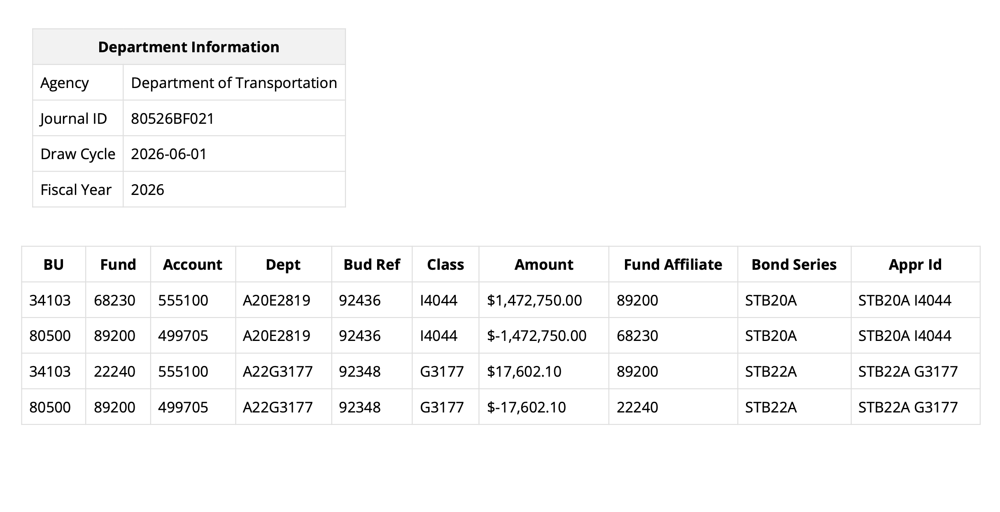 Department Information
Agency Department of Transportation
Journal ID 80526BF021
Draw Cycle 2026-06-01
Fiscal Year 2026
BU Fund Account Dept Bud Ref Class Amount Fund Affiliate Bond Series Appr Id
34103 68230 555100 A20E2819 92436 I4044 $1,472,750.00 89200 STB20A STB20A I4044
80500 89200 499705 A20E2819 92436 I4044 $-1,472,750.00 68230 STB20A STB20A I4044
34103 22240 555100 A22G3177 92348 G3177 $17,602.10 89200 STB22A STB22A G3177
80500 89200 499705 A22G3177 92348 G3177 $-17,602.10 22240 STB22A STB22A G3177